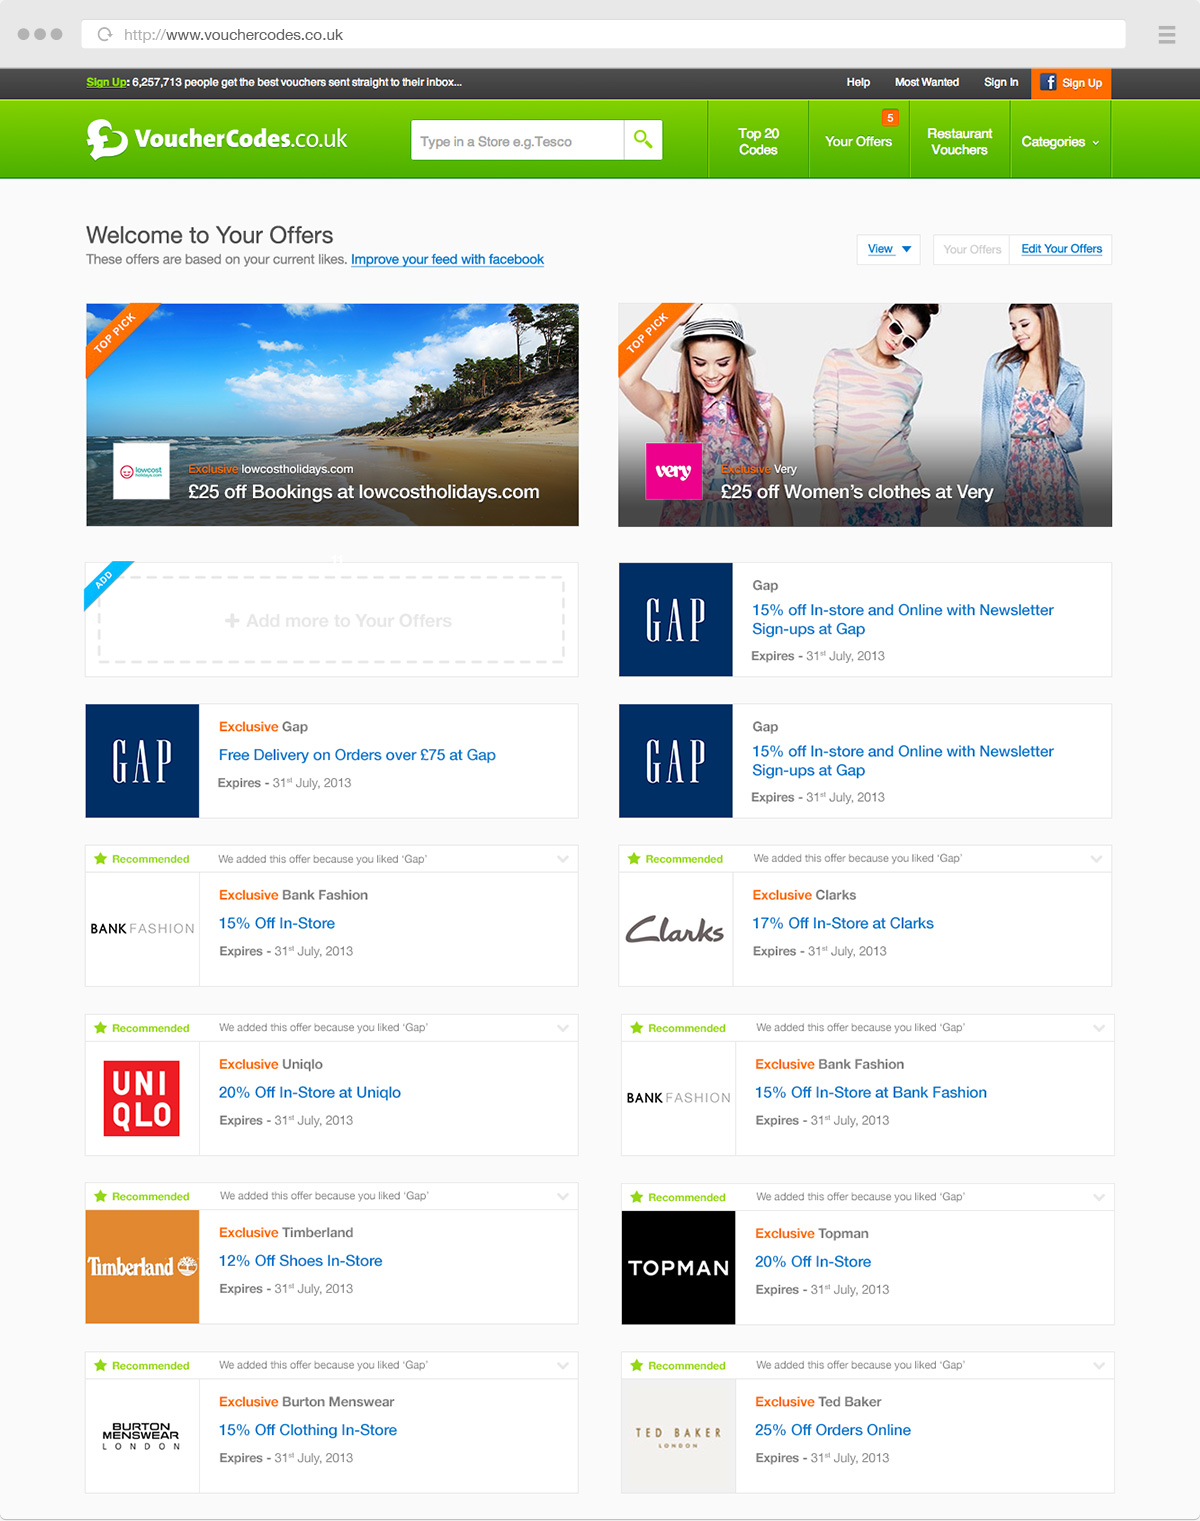 http://www.vouchercodes.co.uk
Sign Up: 6,257,713 people get the best vouchers sent straight to their inbox...
Help
Most Wanted
Sign In
f Sign Up
VoucherCodes.co.uk
Type in a Store e.g.Tesco
Top 20
Codes
5
Your Offers
Restaurant
Vouchers
Categories
Welcome to Your Offers
These offers are based on your current likes. Improve your feed with facebook
View
Your Offers
Edit Your Offers
TOP PICK
lowcost
holidays.com
Exclusive lowcostholidays.com
£25 off Bookings at lowcostholidays.com
TOP PICK
very
Exclusive Very
£25 off Women's clothes at Very
ADD
+ Add more to Your Offers
GAP
Gap
15% off In-store and Online with Newsletter
Sign-ups at Gap
Expires - 31st July, 2013
GAP
Exclusive Gap
Free Delivery on Orders over £75 at Gap
Expires - 31st July, 2013
GAP
Gap
15% off In-store and Online with Newsletter
Sign-ups at Gap
Expires - 31st July, 2013
Recommended
We added this offer because you liked 'Gap'
BANK FASHION
Exclusive Bank Fashion
15% Off In-Store
Expires - 31st July, 2013
Recommended
We added this offer because you liked 'Gap'
Clarks
Exclusive Clarks
17% Off In-Store at Clarks
Expires - 31st July, 2013
Recommended
We added this offer because you liked 'Gap'
UNI
QLO
Exclusive Uniqlo
20% Off In-Store at Uniqlo
Expires - 31st July, 2013
Recommended
We added this offer because you liked 'Gap'
BANK FASHION
Exclusive Bank Fashion
15% Off In-Store at Bank Fashion
Expires - 31st July, 2013
Recommended
We added this offer because you liked 'Gap'
Timberland
Exclusive Timberland
12% Off Shoes In-Store
Expires - 31st July, 2013
Recommended
We added this offer because you liked 'Gap'
TOPMAN
Exclusive Topman
20% Off In-Store
Expires - 31st July, 2013
Recommended
We added this offer because you liked 'Gap'
BURTON
MENSWEAR
LONDON
Exclusive Burton Menswear
15% Off Clothing In-Store
Expires - 31st July, 2013
Recommended
We added this offer because you liked 'Gap'
TED BAKER
LONDON
Exclusive Ted Baker
25% Off Orders Online
Expires - 31st July, 2013